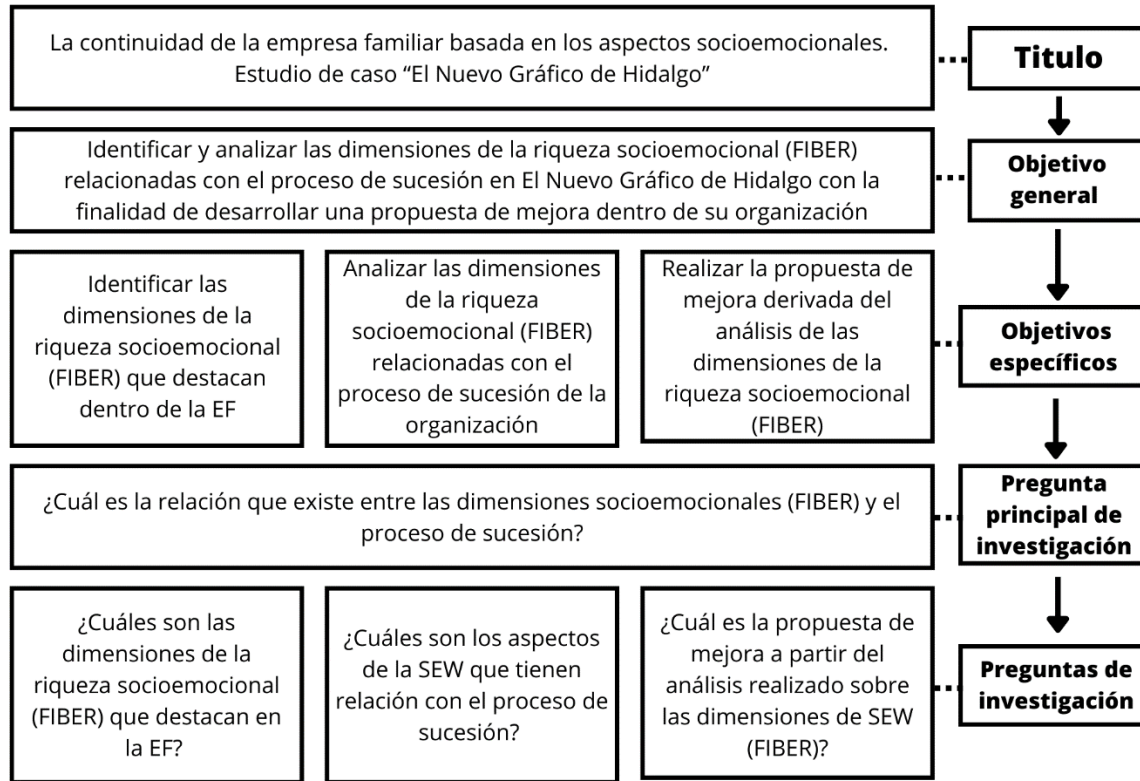 La continuidad de la empresa familiar basada en los aspectos socioemocionales.
Estudio de caso “El Nuevo Gráfico de Hidalgo”
Titulo
Identificar y analizar las dimensiones de la riqueza socioemocional (FIBER)
relacionadas con el proceso de sucesión en El Nuevo Gráfico de Hidalgo con la
finalidad de desarrollar una propuesta de mejora dentro de su organización
Objetivo
general
Identificar las
dimensiones de la
riqueza socioemocional
(FIBER) que destacan
dentro de la EF
Analizar las dimensiones
de la riqueza
socioemocional (FIBER)
relacionadas con el
proceso de sucesión de la
organización
Realizar la propuesta de
mejora derivada del
análisis de las
dimensiones de la
riqueza socioemocional
(FIBER)
Objetivos
específicos
¿Cuál es la relación que existe entre las dimensiones socioemocionales (FIBER) y el
proceso de sucesión?
Pregunta
principal de
investigación
¿Cuáles son las
dimensiones de la
riqueza socioemocional
(FIBER) que destacan en
la EF?
¿Cuáles son los aspectos
de la SEW que tienen
relación con el proceso de
sucesión?
¿Cuál es la propuesta de
mejora a partir del
análisis realizado sobre
las dimensiones de SEW
(FIBER)?
Preguntas de
investigación